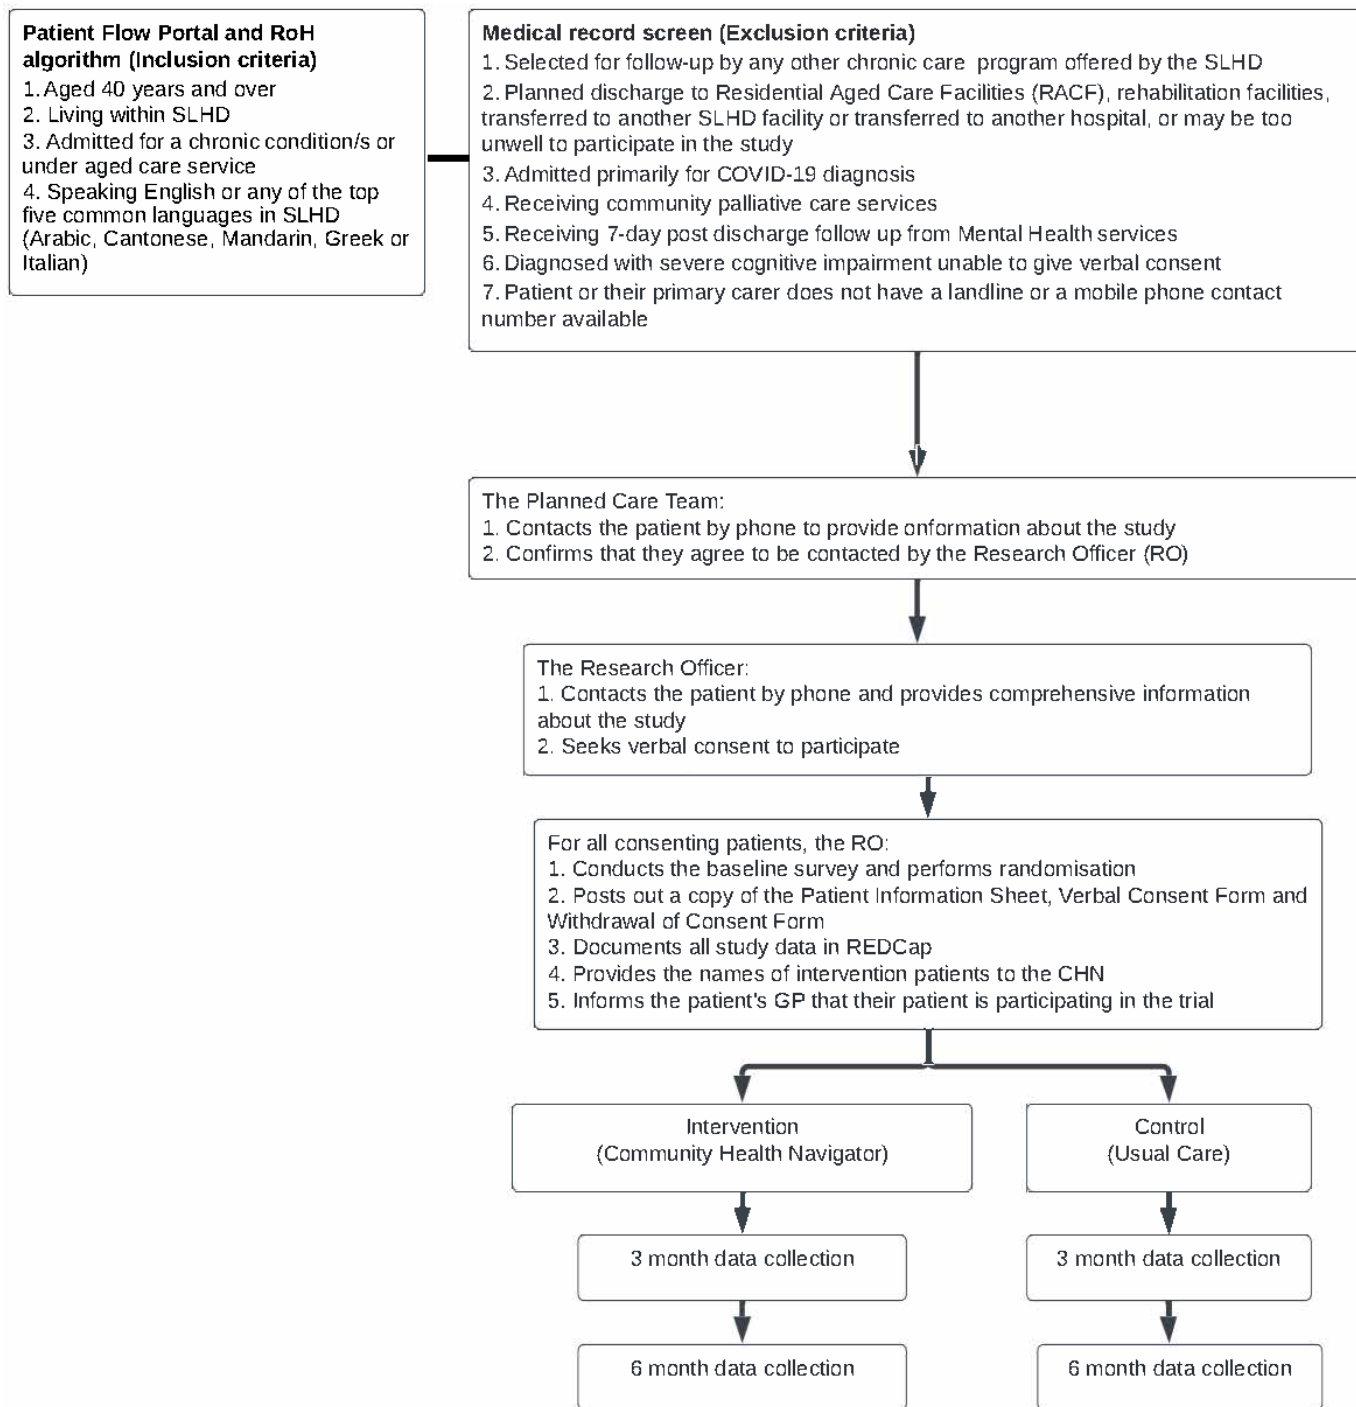 Patient Flow Portal and RoH
algorithm (Inclusion criteria)
1. Aged 40 years and over
2. Living within SLHD
3. Admitted for a chronic condition/s or
under aged care service
4. Speaking English or any of the top
five common languages in SLHD
(Arabic, Cantonese, Mandarin, Greek or
Italian)
Medical record screen (Exclusion criteria)
1. Selected for follow-up by any other chronic care program offered by the SLHD
2. Planned discharge to Residential Aged Care Facilities (RACF), rehabilitation facilities,
transferred to another SLHD facility or transferred to another hospital, or may be too
unwell to participate in the study
3. Admitted primarily for COVID-19 diagnosis
4. Receiving community palliative care services
5. Receiving 7-day post discharge follow up from Mental Health services
6. Diagnosed with severe cognitive impairment unable to give verbal consent
7. Patient or their primary carer does not have a landline or a mobile phone contact
number available
The Planned Care Team:
1. Contacts the patient by phone to provide onformation about the study
2. Confirms that they agree to be contacted by the Research Officer (RO)
The Research Officer:
1. Contacts the patient by phone and provides comprehensive information
about the study
2. Seeks verbal consent to participate
For all consenting patients, the RO:
1. Conducts the baseline survey and performs randomisation
2. Posts out a copy of the Patient Information Sheet, Verbal Consent Form and
Withdrawal of Consent Form
3. Documents all study data in REDCap
4. Provides the names of intervention patients to the CHN
5. Informs the patient's GP that their patient is participating in the trial
Intervention
(Community Health Navigator)
Control
(Usual Care)
3 month data collection
3 month data collection
6 month data collection
6 month data collection